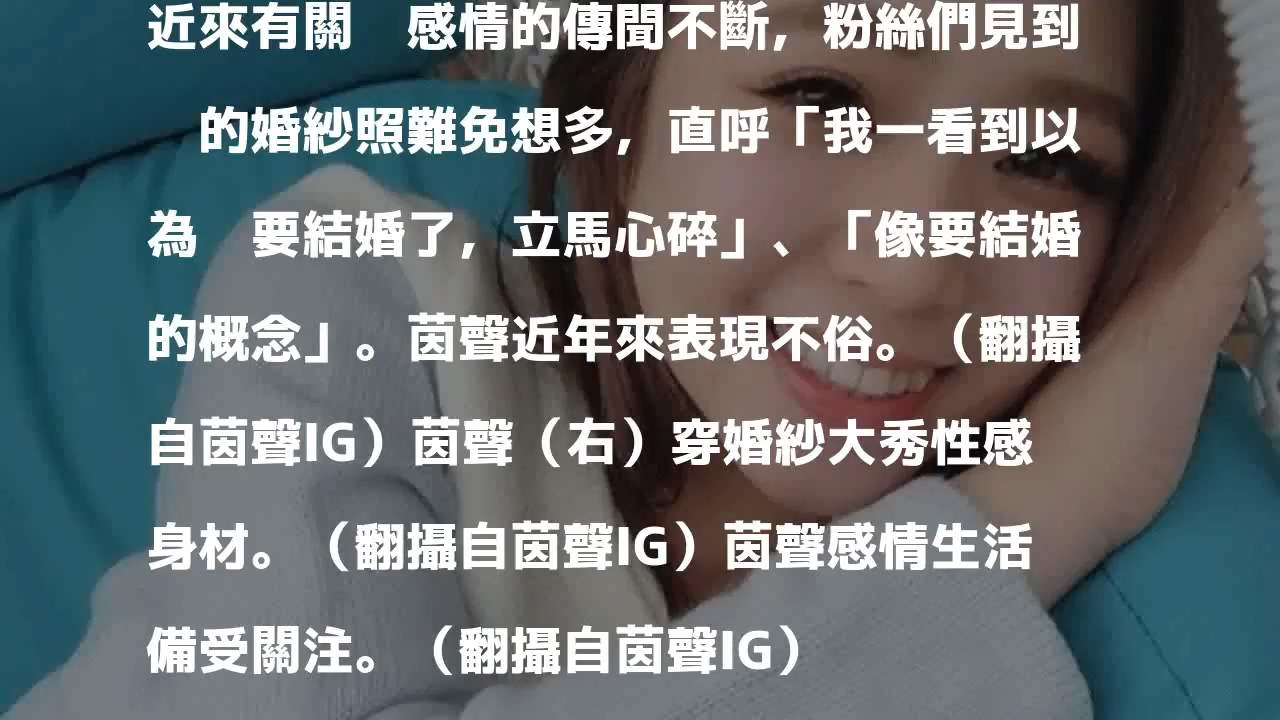 近來有關　感情的傳聞不斷，粉絲們見到
　的婚紗照難免想多，直呼「我一看到以
為　要結婚了，立馬心碎」、「像要結婚
的概念」。茵聲近年來表現不俗。（翻攝
自茵聲IG）茵聲（右）穿婚紗大秀性感
身材。（翻攝自茵聲IG）茵聲感情生活
備受關注。（翻攝自茵聲IG）